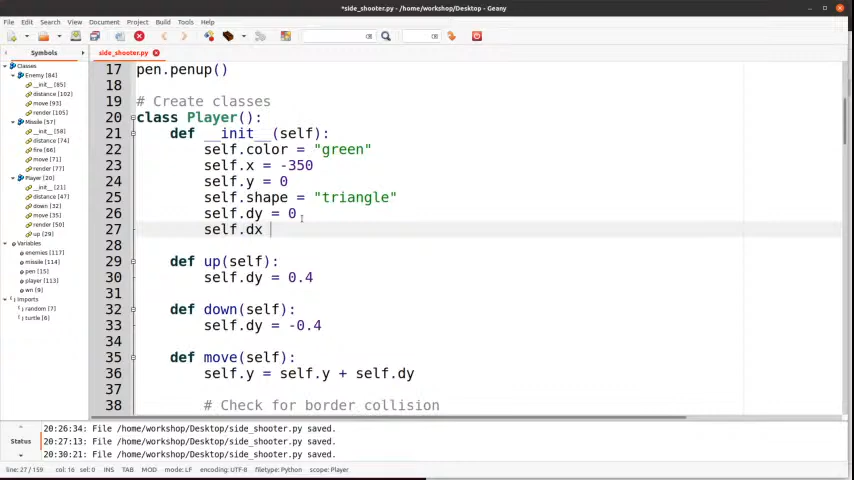 *side_shooter.py - /home/workshop/Desktop - Geany
File Edit Search View Document Project Build Tools Help
Symbols
side_shooter.py
Classes
Enemy [84]
__init__ [85]
distance [102]
move [93]
render [105]
Missile [57]
__init__ [58]
distance [74]
fire [66]
move [71]
render [77]
Player [20]
__init__ [21]
distance [47]
down [32]
move [35]
render [50]
up [29]
Variables
enemies [117]
missile [114]
pen [15]
player [113]
wn [9]
Imports
random [7]
turtle [6]
17 pen.penup()
18
19 # Create classes
20 class Player():
21 def __init__(self):
22 self.color = "green"
23 self.x = -350
24 self.y = 0
25 self.shape = "triangle"
26 self.dy = 0
27 self.dx
28
29 def up(self):
30 self.dy = 0.4
31
32 def down(self):
33 self.dy = -0.4
34
35 def move(self):
36 self.y = self.y + self.dy
37
38 # Check for border collision
Status
20:26:34: File /home/workshop/Desktop/side_shooter.py saved.
20:27:13: File /home/workshop/Desktop/side_shooter.py saved.
20:30:21: File /home/workshop/Desktop/side_shooter.py saved.
line: 27 / 159 col: 16 sel: 0 INS TAB MOD mode: LF encoding: UTF-8 filetype: Python scope: Player